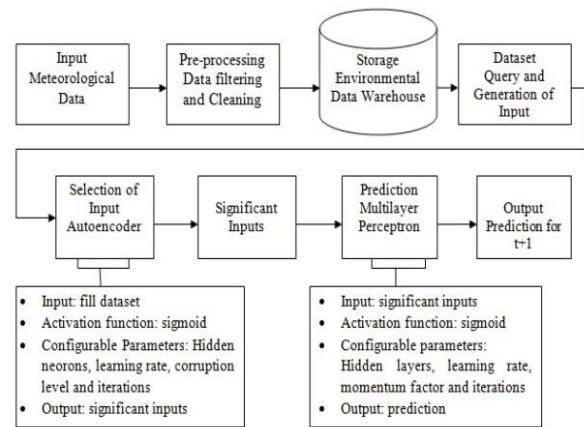 Input
Meteorological
Data
Pre-processing
Data filtering
and Cleaning
Storage
Environmental
Data Warehouse
Dataset
Query and
Generation of
Input
Selection of
Input
Autoencoder
Significant
Inputs
Prediction
Multilayer
Perceptron
Output
Prediction for
t+1
• Input: fill dataset
• Activation function: sigmoid
• Configurable Parameters: Hidden
neorons, learning rate, corruption
level and iterations
• Output: significant inputs
• Input: significant inputs
• Activation function: sigmoid
• Configurable parameters:
Hidden layers, learning rate,
momentum factor and iterations
• Output: prediction